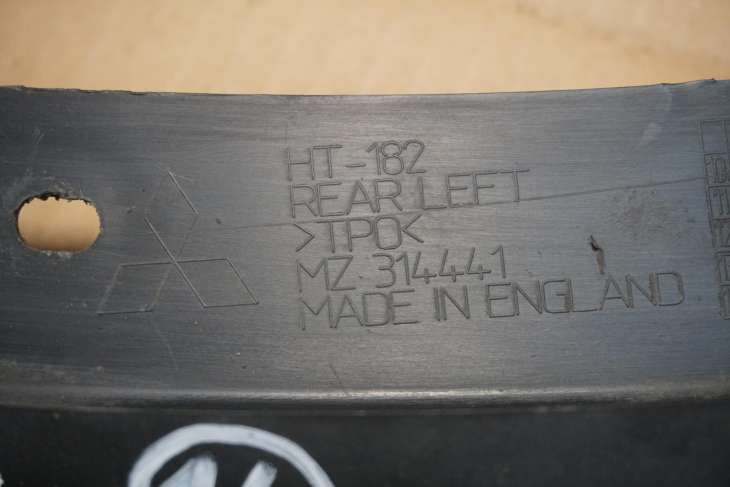 HT-182
REAR LEFT
>TPO<
MZ 314441
MADE IN ENGLAND